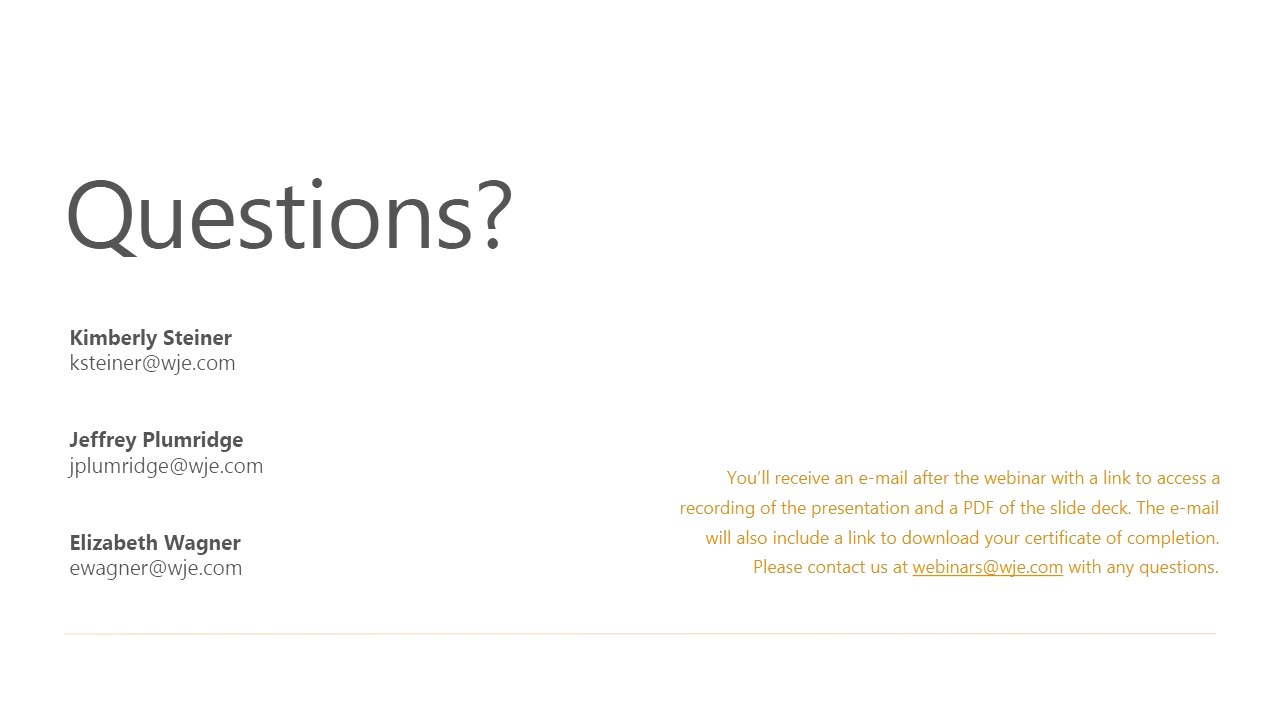 Questions?
Kimberly Steiner
ksteiner@wje.com
Jeffrey Plumridge
jplumridge@wje.com
Elizabeth Wagner
ewagner@wje.com
You’ll receive an e-mail after the webinar with a link to access a
recording of the presentation and a PDF of the slide deck. The e-mail
will also include a link to download your certificate of completion.
Please contact us at webinars@wje.com with any questions.